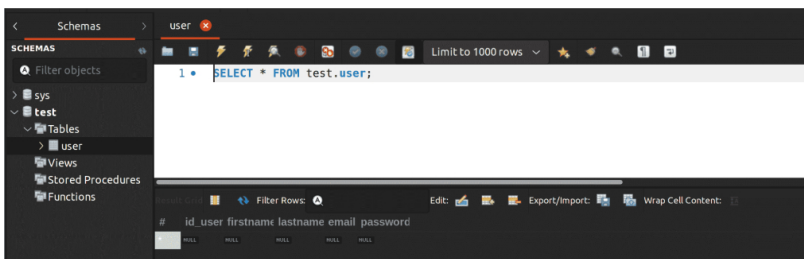 Schemas
user
SCHEMAS
Limit to 1000 rows
Filter objects
1
SELECT * FROM test.user;
sys
test
Tables
user
Views
Stored Procedures
Functions
Result Grid
Filter Rows:
Edit:
Export/Import:
Wrap Cell Content:
# id_user firstname lastname email password
* NULL NULL NULL NULL NULL